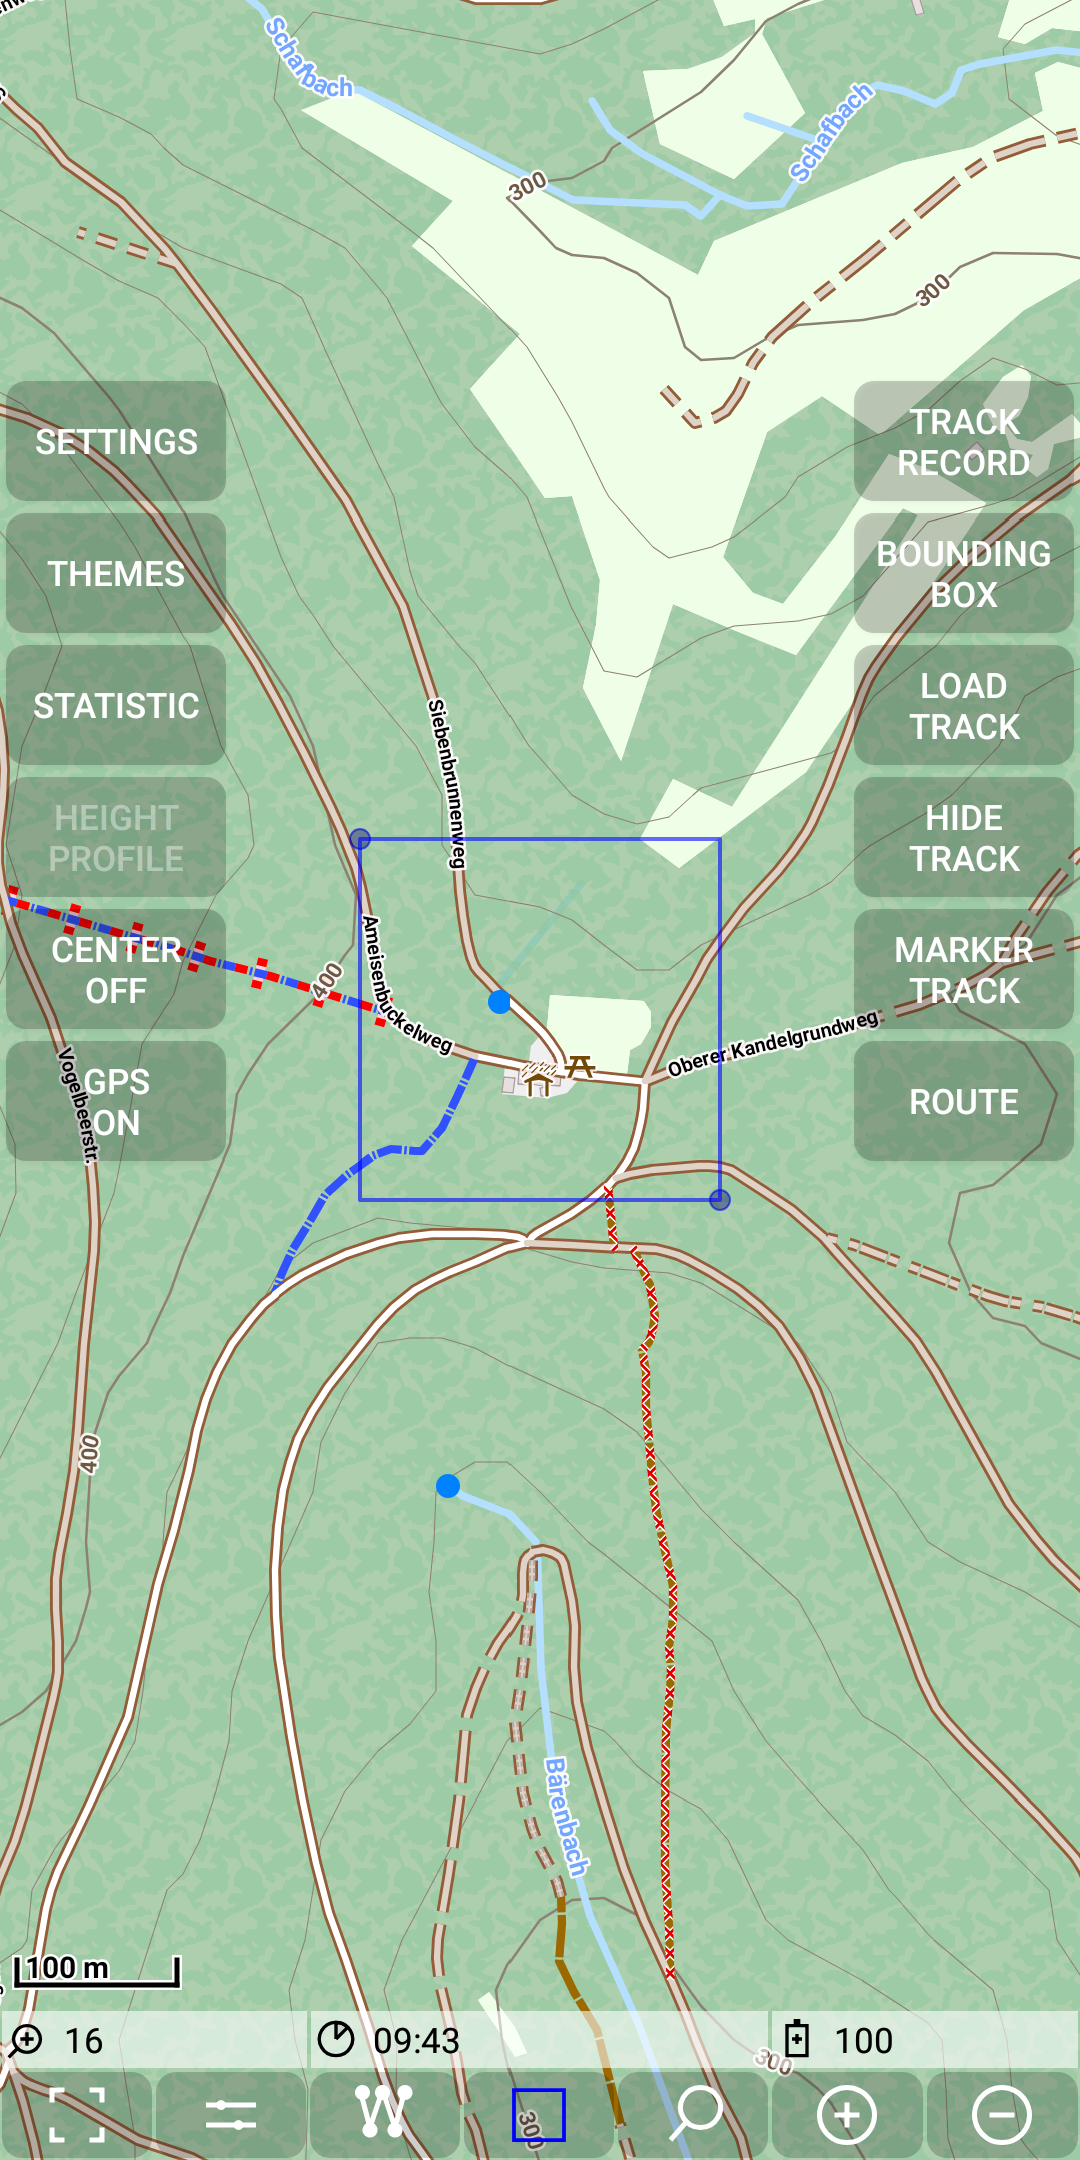 Schafbach
Schafbach
300
300
SETTINGS
TRACK
RECORD
THEMES
BOUNDING
BOX
STATISTIC
LOAD
TRACK
Siebenbrunnenweg
HEIGHT
PROFILE
HIDE
TRACK
CENTER
OFF
400
Ameisenbuckelweg
MARKER
TRACK
Oberer Kandelgrundweg
GPS
ON
Vogelbeerstr.
ROUTE
400
Bärenbach
100 m
16
09:43
100
300
300